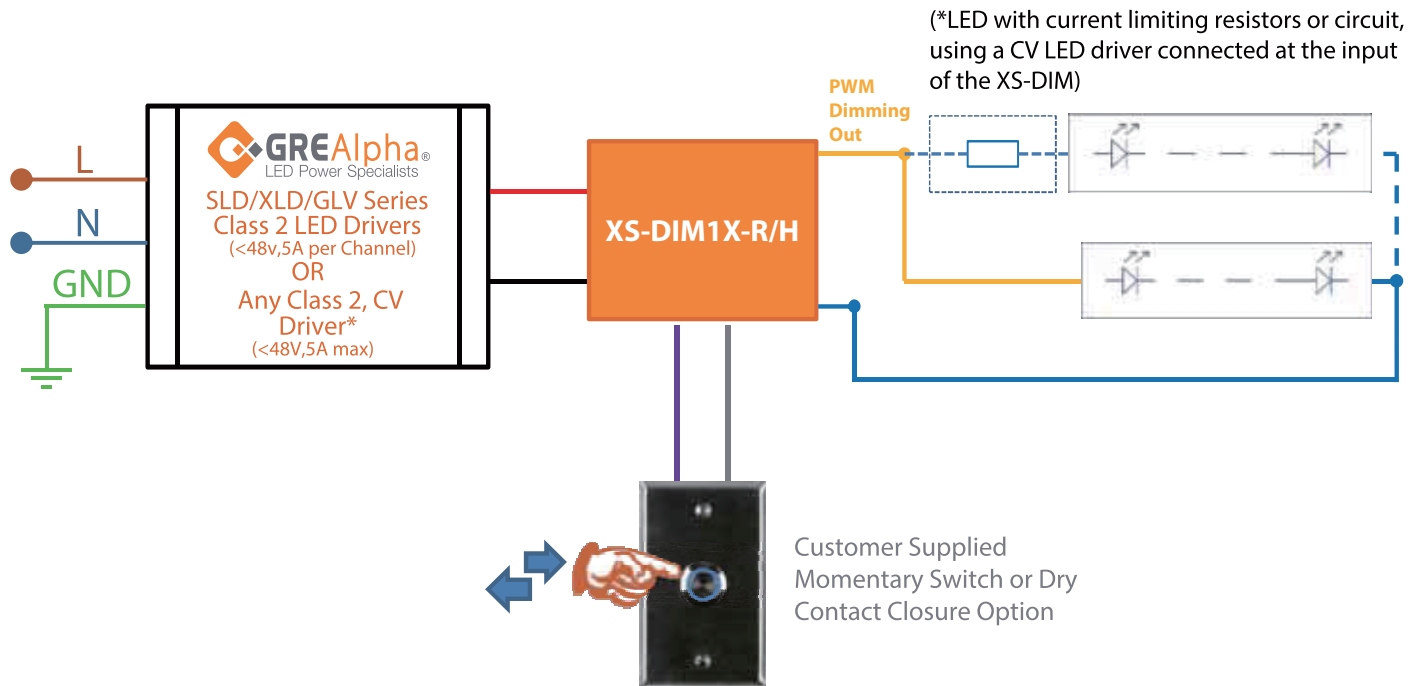 (*LED with current limiting resistors or circuit,
using a CV LED driver connected at the input
of the XS-DIM)
PWM
Dimming
Out
L
N
GND
GREAlpha®
LED Power Specialists
SLD/XLD/GLV Series
Class 2 LED Drivers
(<48v,5A per Channel)
OR
Any Class 2, CV
Driver*
(<48V,5A max)
XS-DIM1X-R/H
Customer Supplied
Momentary Switch or Dry
Contact Closure Option